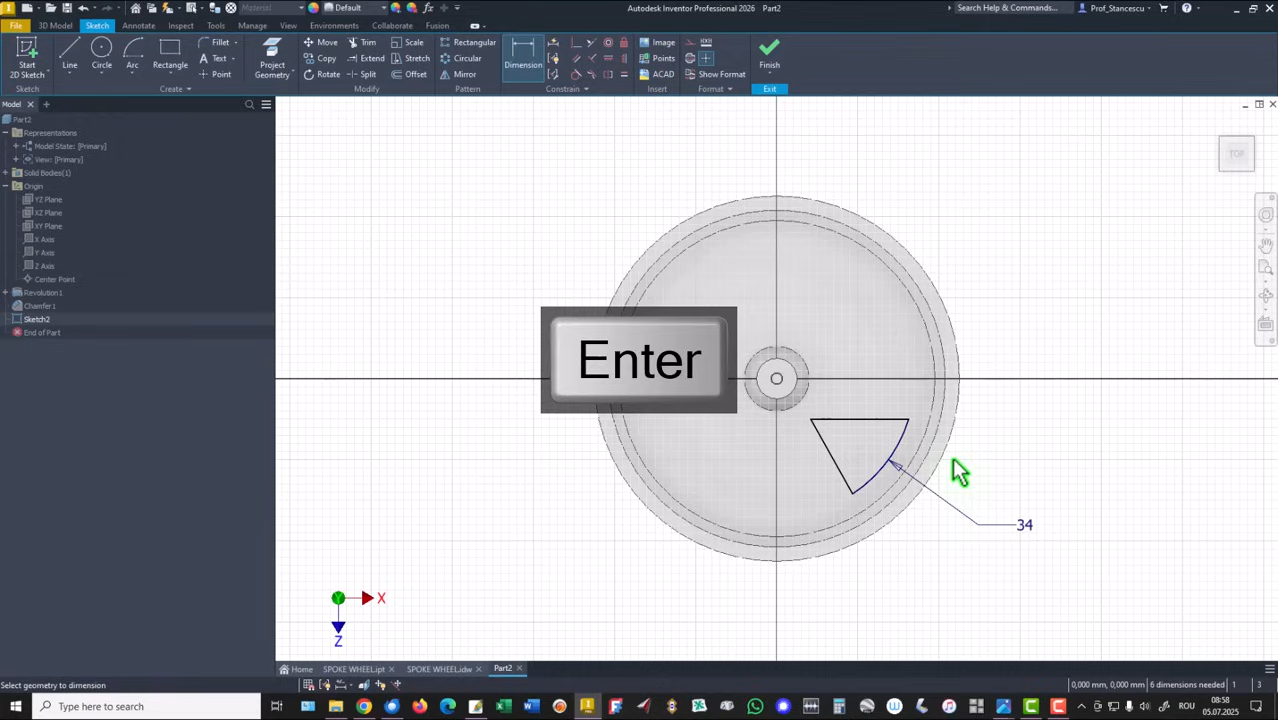 Material
Default
Autodesk Inventor Professional 2026 Part2
Search Help & Commands...
Prof_Stancescu
File 3D Model Sketch Annotate Inspect Tools Manage View Environments Get Started Collaborate Fusion
Start 2D Sketch
Line
Circle
Arc
Rectangle
Fillet
Text
Point
Project Geometry
Move
Copy
Rotate
Trim
Extend
Split
Scale
Stretch
Offset
Rectangular
Circular
Mirror
Dimension
Image
Points
ACAD
Show Format
Finish
Sketch
Create
Modify
Pattern
Constrain
Insert
Format
Exit
Model
Part2
Representations
Model State: [Primary]
View: [Primary]
Solid Bodies(1)
Origin
YZ Plane
XZ Plane
XY Plane
X Axis
Y Axis
Z Axis
Center Point
Revolution1
Chamfer1
Sketch2
End of Part
TOP
Enter
34
Y
X
Z
Home
SPOKE WHEEL.ipt
SPOKE WHEEL.idw
Part2
Select geometry to dimension
0,000 mm, 0,000 mm
6 dimensions needed
1
3
Type here to search
ROU
08:58
05.07.2025